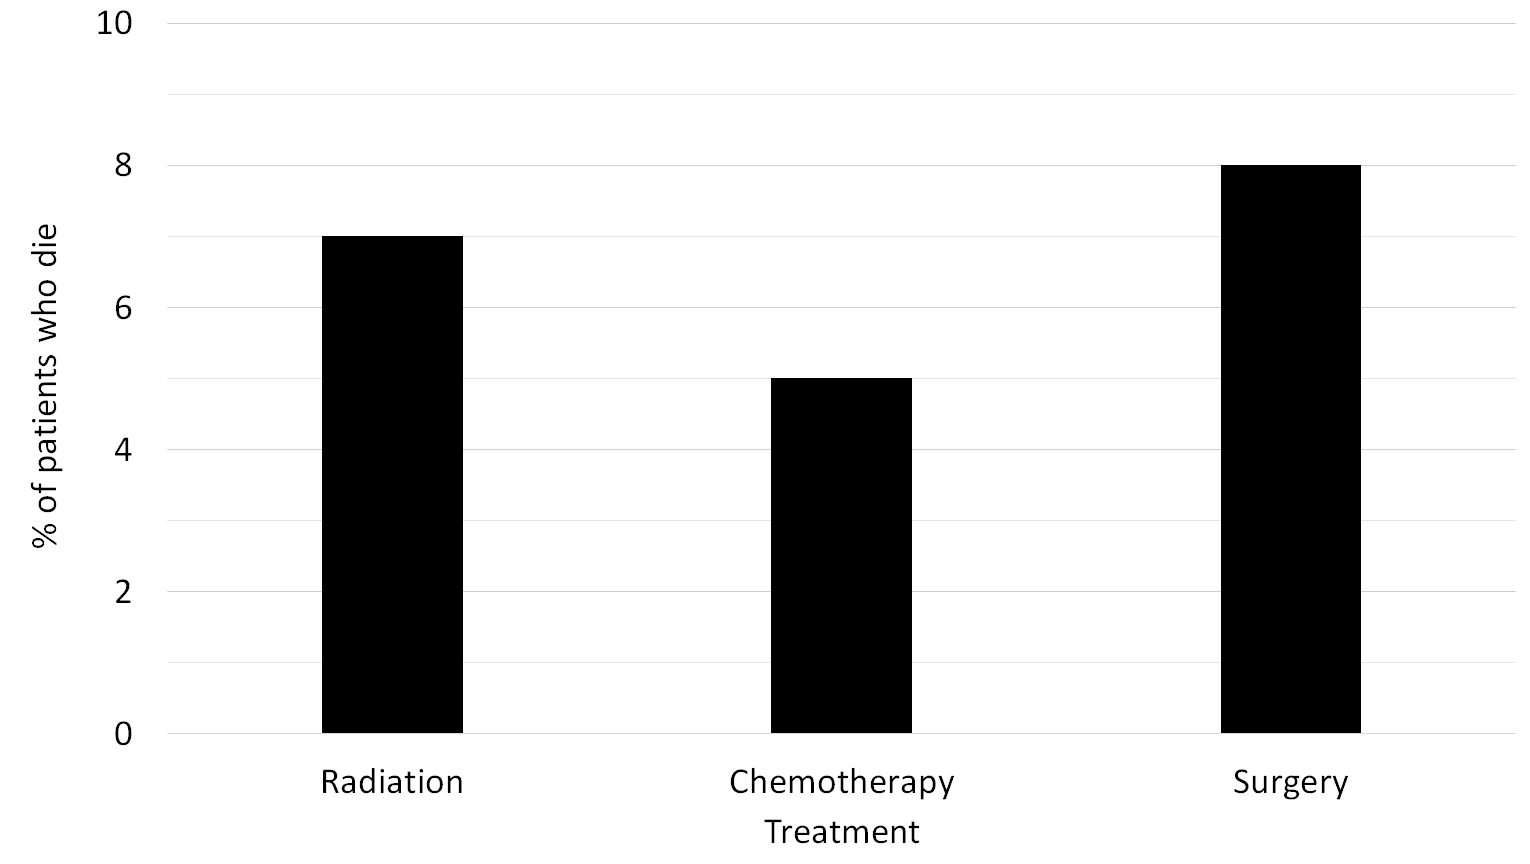 % of patients who die
10
8
6
4
2
0
Radiation
Chemotherapy
Surgery
Treatment